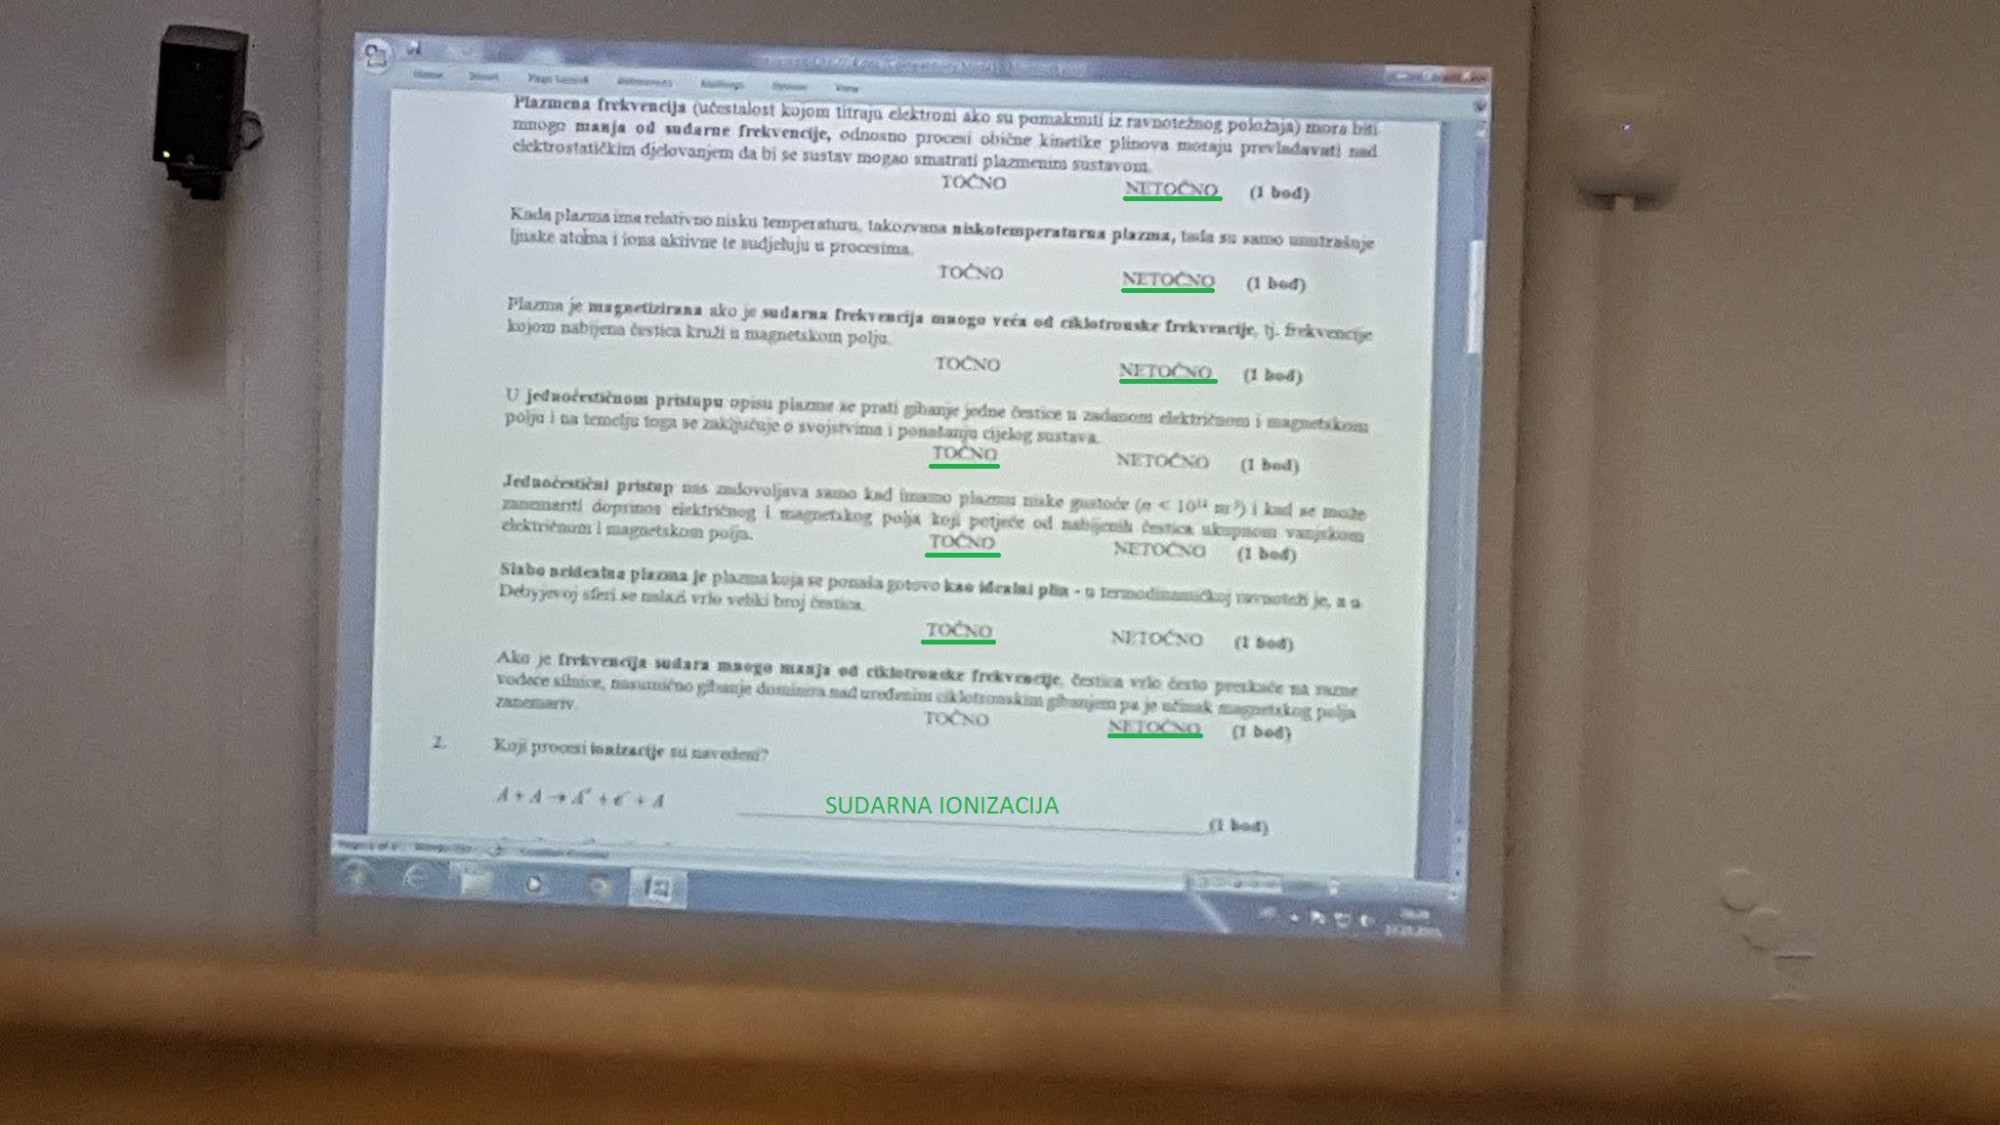 Home Insert Page Layout References Mailings Review View
Plazmena frekvencija (učestalost kojom titraju elektroni ako su pomaknuti iz ravnotežnog položaja) mora biti
mnogo manja od sudarne frekvencije, odnosno procesi obične kinetike plinova moraju prevladavati nad
elektrostatičkim djelovanjem da bi se sustav mogao smatrati plazmenim sustavom.
TOČNO NETOČNO (1 bod)
Kada plazma ima relativno nisku temperaturu, takozvana niskotemperaturna plazma, tada su samo unutrašnje
ljuske atoma i iona aktivne te sudjeluju u procesima.
TOČNO NETOČNO (1 bod)
Plazma je magnetizirana ako je sudarna frekvencija mnogo veća od ciklotronske frekvencije, tj. frekvencije
kojom nabijena čestica kruži u magnetskom polju.
TOČNO NETOČNO (1 bod)
U jednočestičnom pristupu opisu plazme se prati gibanje jedne čestice u zadanom električnom i magnetskom
polju i na temelju toga se zaključuje o svojstvima i ponašanju cijelog sustava.
TOČNO NETOČNO (1 bod)
Jednočestični pristup nas zadovoljava samo kad imamo plazmu niske gustoće (n < i kad se može
zanemariti doprinos električnog i magnetskog polja koji potječe od nabijenih čestica ukupnom vanjskom
električnom i magnetskom polju.
TOČNO NETOČNO (1 bod)
Slabo neidealna plazma je plazma koja se ponaša gotovo kao idealni plin - u termodinamičkoj ravnoteži je, a u
Debyjevoj sferi se nalazi vrlo veliki broj čestica.
TOČNO NETOČNO (1 bod)
Ako je frekvencija sudara mnogo manja od ciklotronske frekvencije, čestica vrlo često preskače na razne
vodeće silnice, nasumično gibanje dominira nad uređenim ciklotronskim gibanjem pa je učinak magnetskog polja
zanemariv.
TOČNO NETOČNO (1 bod)
2. Koji procesi ionizacije su navedeni?
A + A → A⁺ + e⁻ + A SUDARNA IONIZACIJA (1 bod)